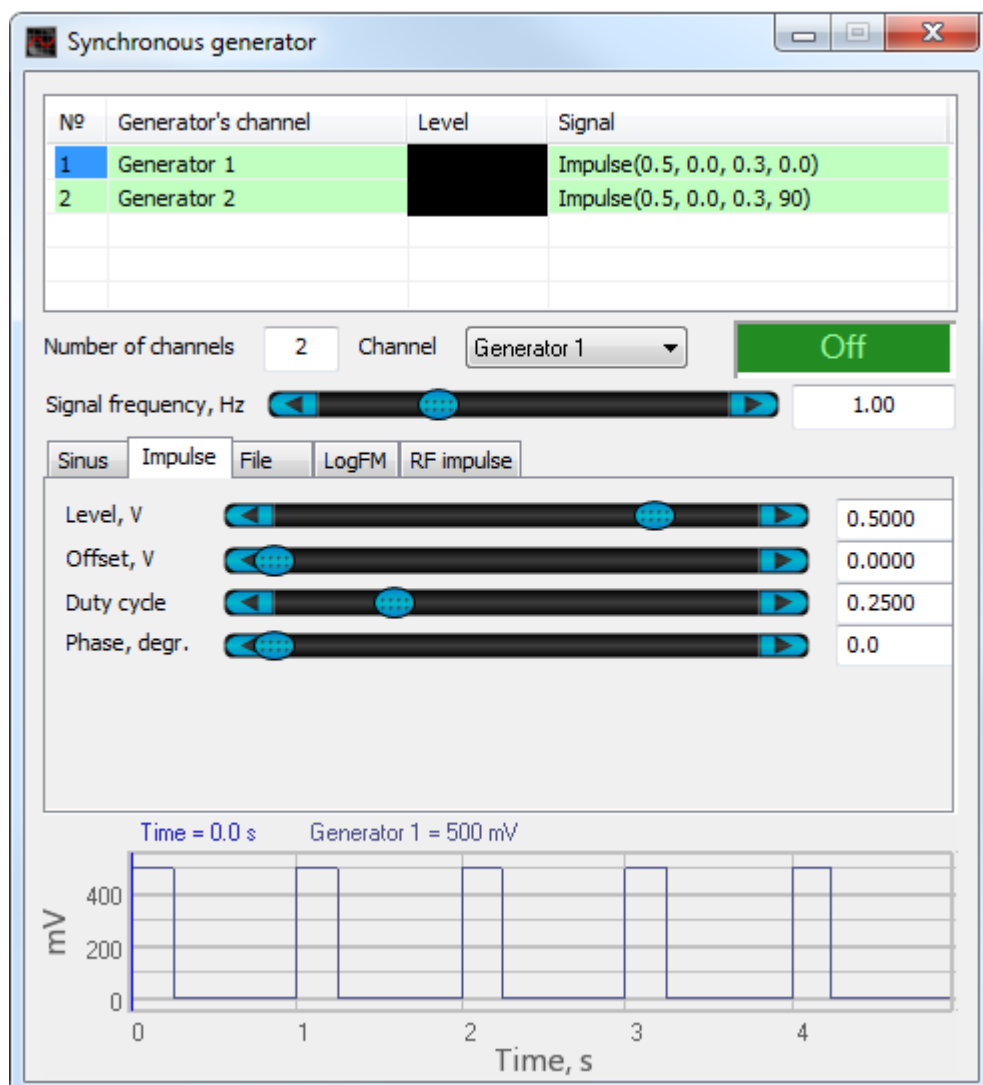 Synchronous generator
Nº Generator's channel Level Signal
1 Generator 1 Impulse(0.5, 0.0, 0.3, 0.0)
2 Generator 2 Impulse(0.5, 0.0, 0.3, 90)
Number of channels 2 Channel Generator 1 Off
Signal frequency, Hz 1.00
Sinus Impulse File LogFM RF impulse
Level, V 0.5000
Offset, V 0.0000
Duty cycle 0.2500
Phase, degr. 0.0
Time = 0.0 s Generator 1 = 500 mV
400
mV
200
0
0 1 2 3 4
Time, s